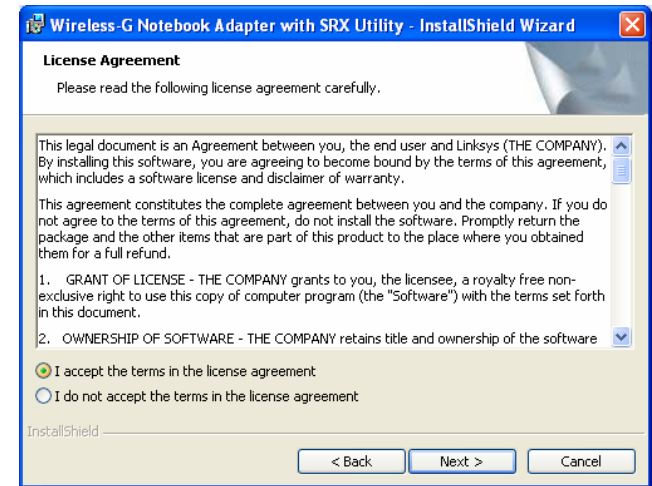 Wireless-G Notebook Adapter with SRX Utility - InstallShield Wizard
License Agreement
Please read the following license agreement carefully.
This legal document is an Agreement between you, the end user and Linksys (THE COMPANY).
By installing this software, you are agreeing to become bound by the terms of this agreement,
which includes a software license and disclaimer of warranty.
This agreement constitutes the complete agreement between you and the company. If you do
not agree to the terms of this agreement, do not install the software. Promptly return the
package and the other items that are part of this product to the place where you obtained
them for a full refund.
1. GRANT OF LICENSE - THE COMPANY grants to you, the licensee, a royalty free non-
exclusive right to use this copy of computer program (the "Software") with the terms set forth
in this document.
2. OWNERSHIP OF SOFTWARE - THE COMPANY retains title and ownership of the software
I accept the terms in the license agreement
I do not accept the terms in the license agreement
InstallShield
< Back Next > Cancel